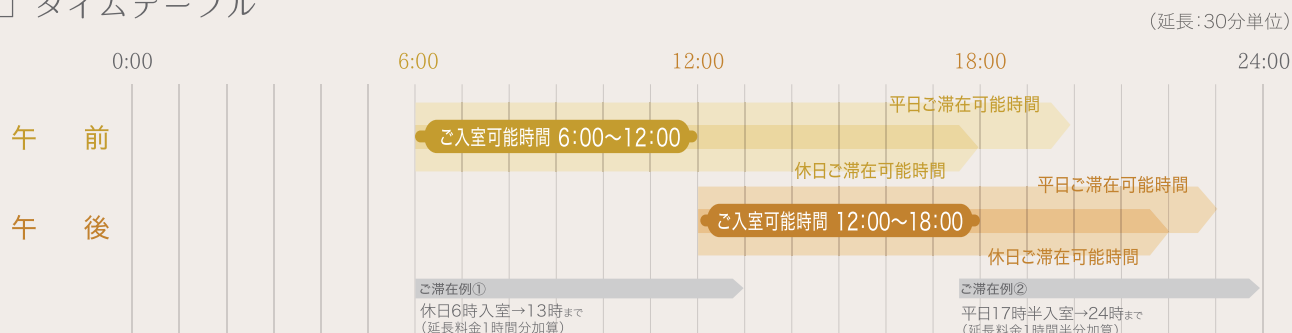 」タイムテーブル
（延長：30分単位）
0:00 6:00 12:00 18:00 24:00
平日ご滞在可能時間
午　前 ご入室可能時間 6:00〜12:00
休日ご滞在可能時間
平日ご滞在可能時間
午　後 ご入室可能時間 12:00〜18:00
休日ご滞在可能時間
ご滞在例①
休日6時入室→13時まで
（延長料金1時間分加算）
ご滞在例②
平日17時半入室→24時まで
（延長料金1時間半分加算）